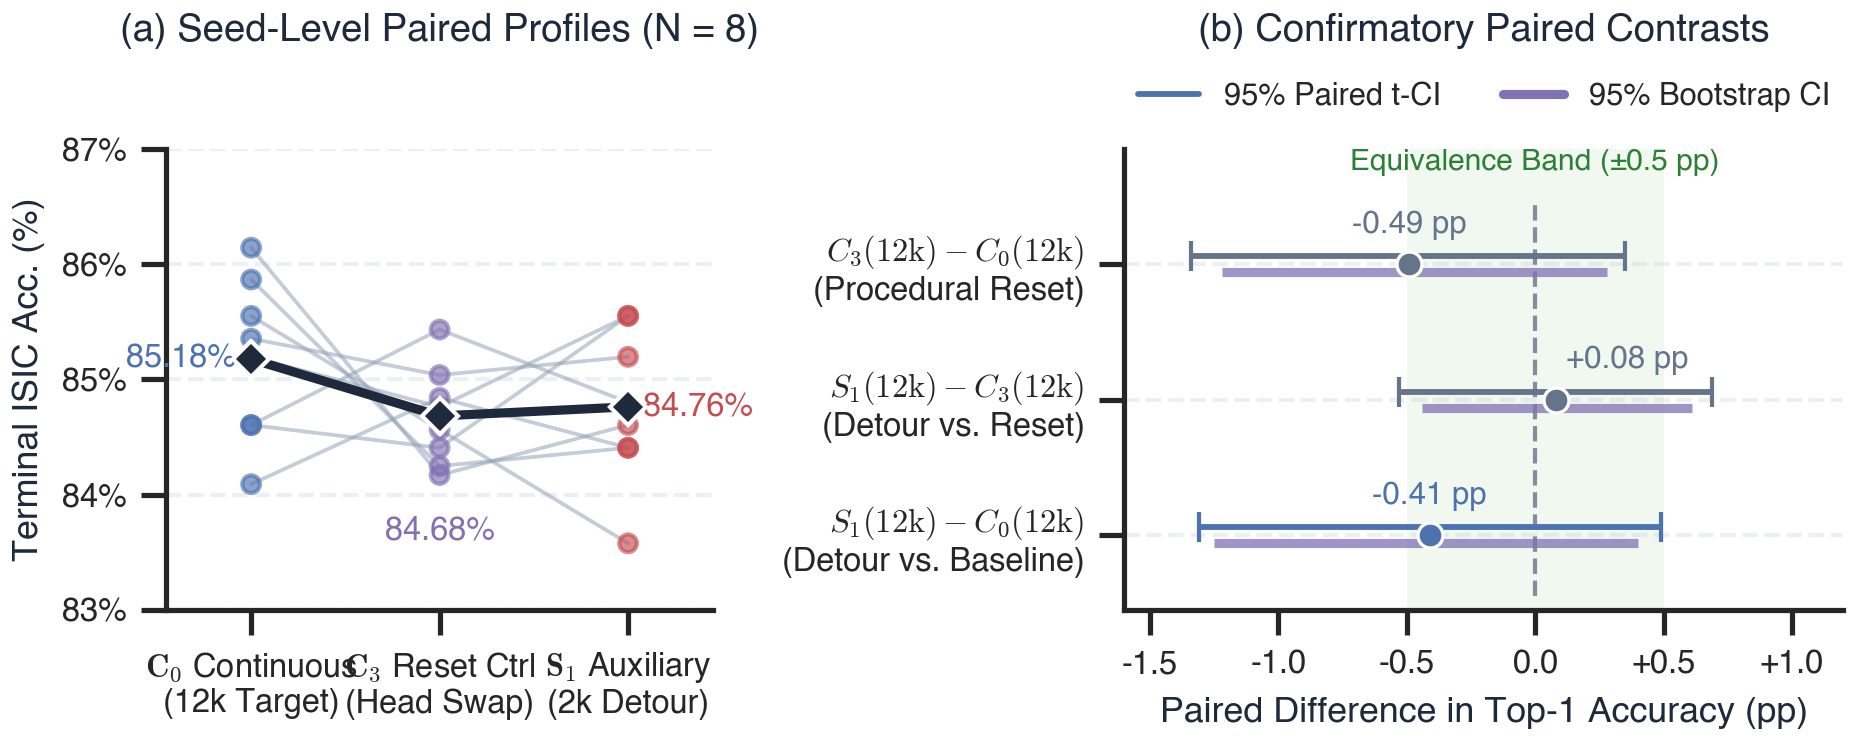 (a) Seed-Level Paired Profiles (N = 8)
Terminal ISIC Acc. (%)
87%
86%
85%
84%
83%
85.18%
84.68%
84.76%
C₀ Continuous
(12k Target)
C₃ Reset Ctrl
(Head Swap)
S₁ Auxiliary
(2k Detour)
(b) Confirmatory Paired Contrasts
95% Paired t-CI
95% Bootstrap CI
Equivalence Band (±0.5 pp)
C₃(12k) − C₀(12k)
(Procedural Reset)
-0.49 pp
S₁(12k) − C₃(12k)
(Detour vs. Reset)
+0.08 pp
S₁(12k) − C₀(12k)
(Detour vs. Baseline)
-0.41 pp
-1.5
-1.0
-0.5
0.0
+0.5
+1.0
Paired Difference in Top-1 Accuracy (pp)